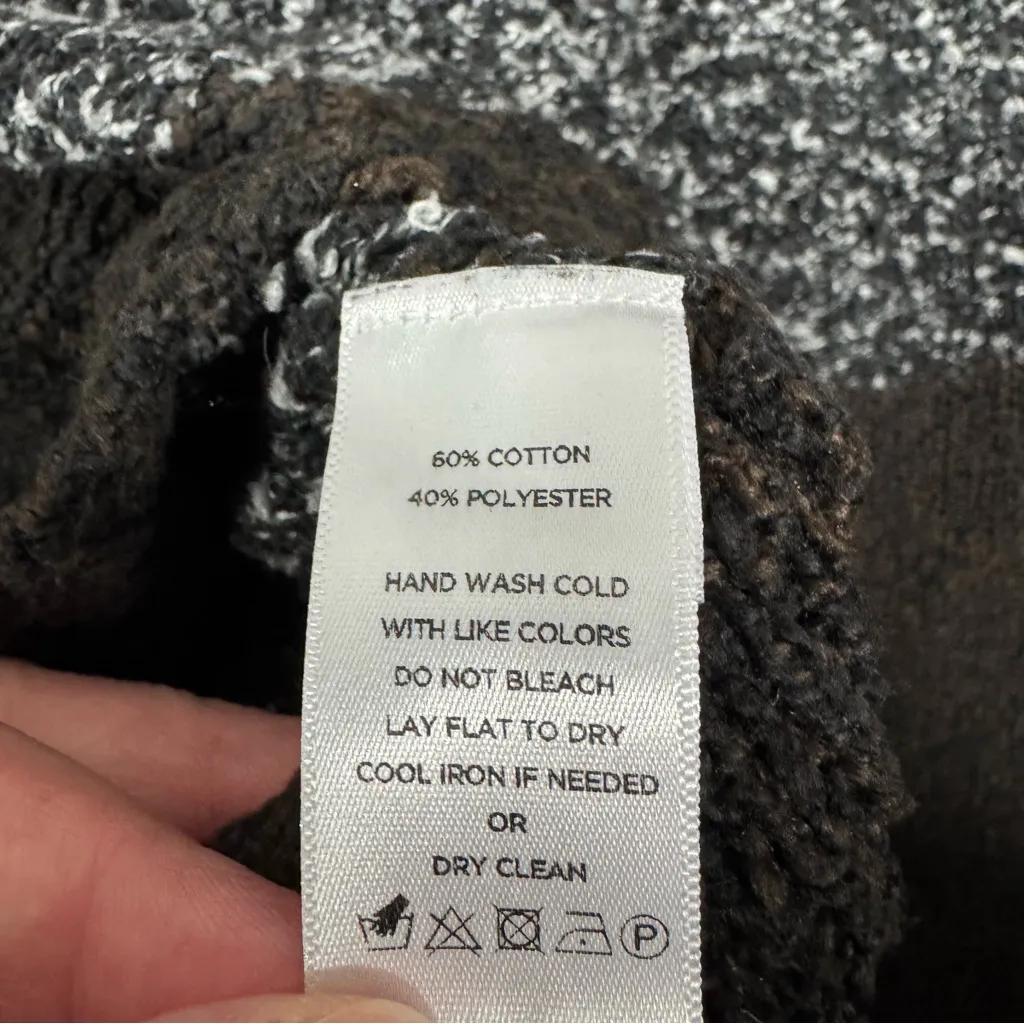 60% COTTON
40% POLYESTER
HAND WASH COLD
WITH LIKE COLORS
DO NOT BLEACH
LAY FLAT TO DRY
COOL IRON IF NEEDED
OR
DRY CLEAN
P